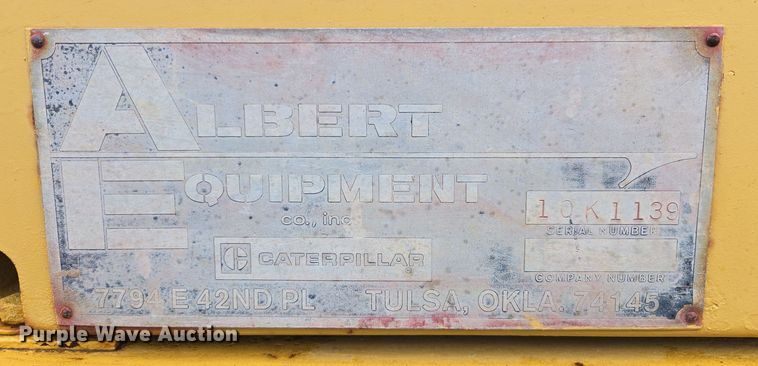 ALBERT
EQUIPMENT
co., inc
10K1139
SERIAL NUMBER
C CATERPILLAR
COMPANY NUMBER
7794 E 42ND PL TULSA, OKLA. 74145
Purple Wave Auction